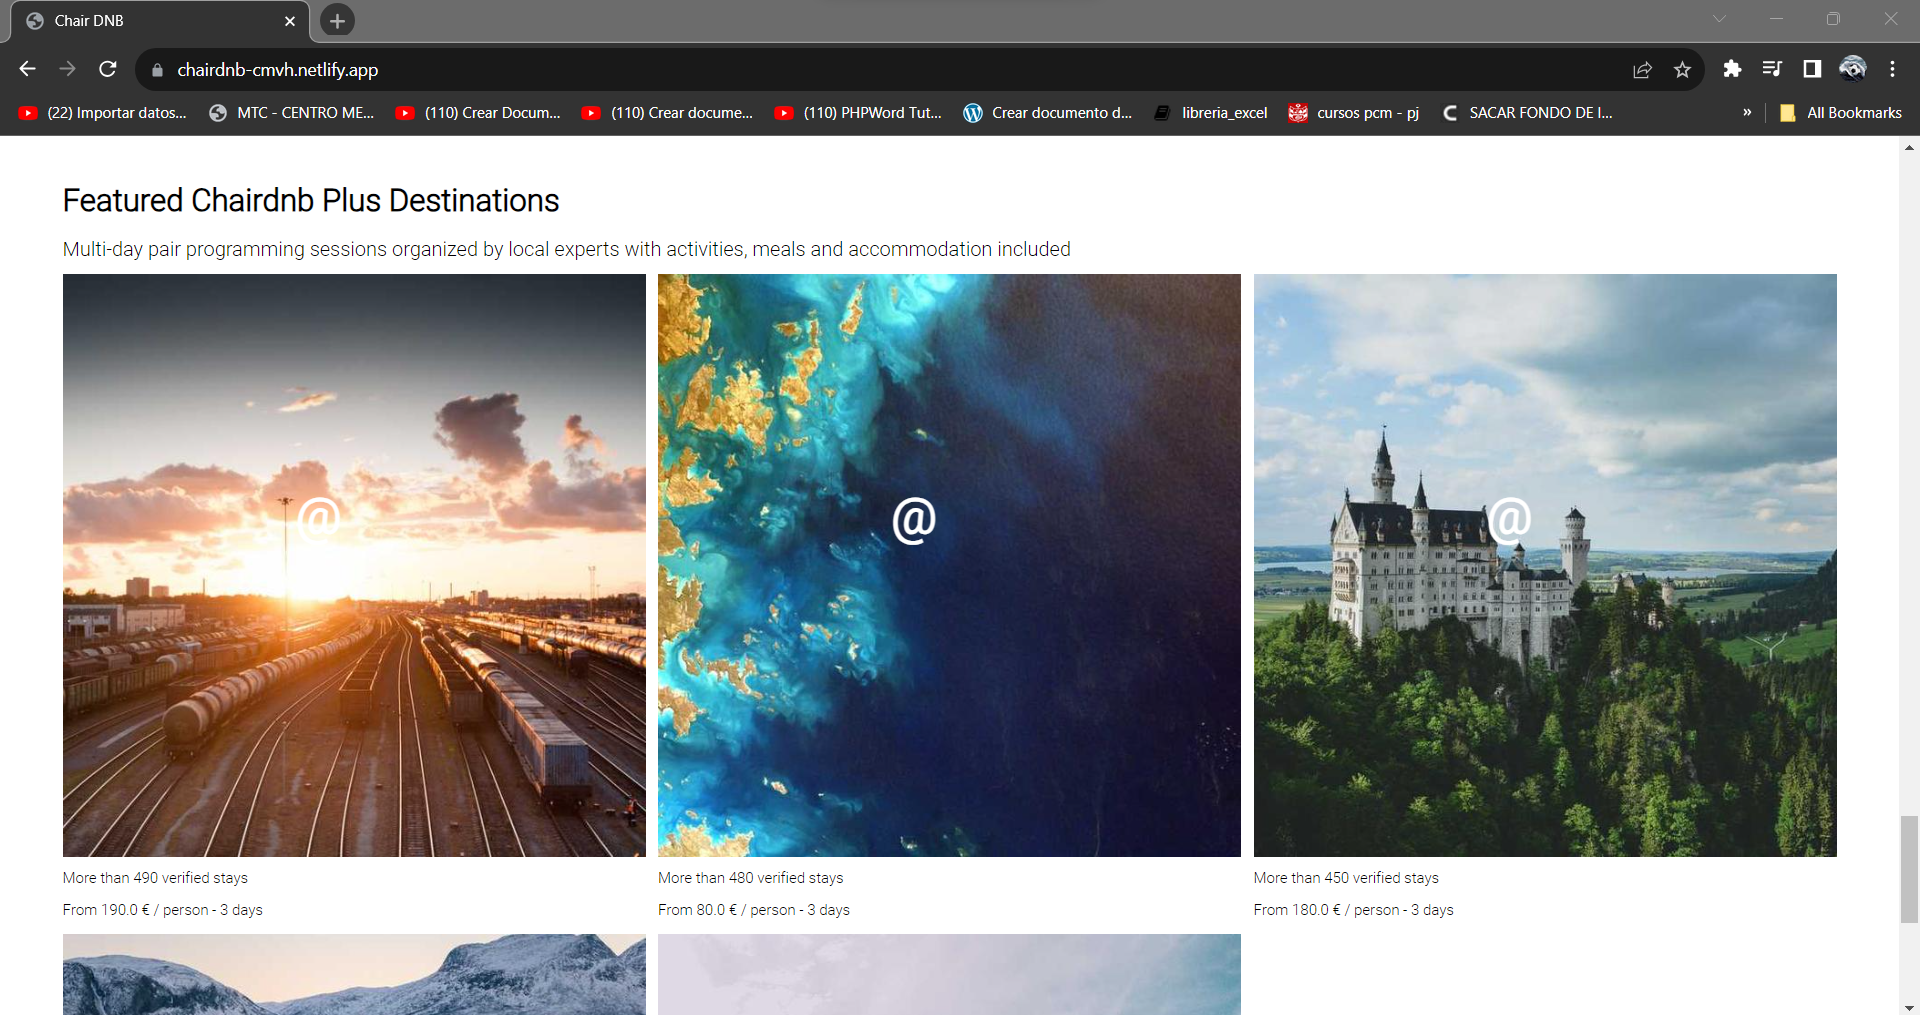 Chair DNB
chairdnb-cmvh.netlify.app
(22) Importar datos...
MTC - CENTRO ME...
(110) Crear Docum...
(110) Crear docume...
(110) PHPWord Tut...
Crear documento d...
libreria_excel
cursos pcm - pj
SACAR FONDO DE I...
»
All Bookmarks
Featured Chairdnb Plus Destinations
Multi-day pair programming sessions organized by local experts with activities, meals and accommodation included
@
@
@
More than 490 verified stays
From 190.0 € / person - 3 days
More than 480 verified stays
From 80.0 € / person - 3 days
More than 450 verified stays
From 180.0 € / person - 3 days